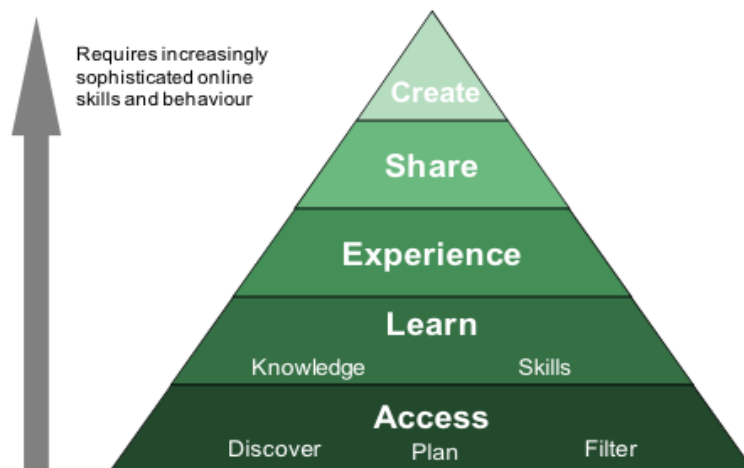 Requires increasingly
sophisticated online
skills and behaviour
Create
Share
Experience
Learn
Knowledge Skills
Access
Discover Plan Filter